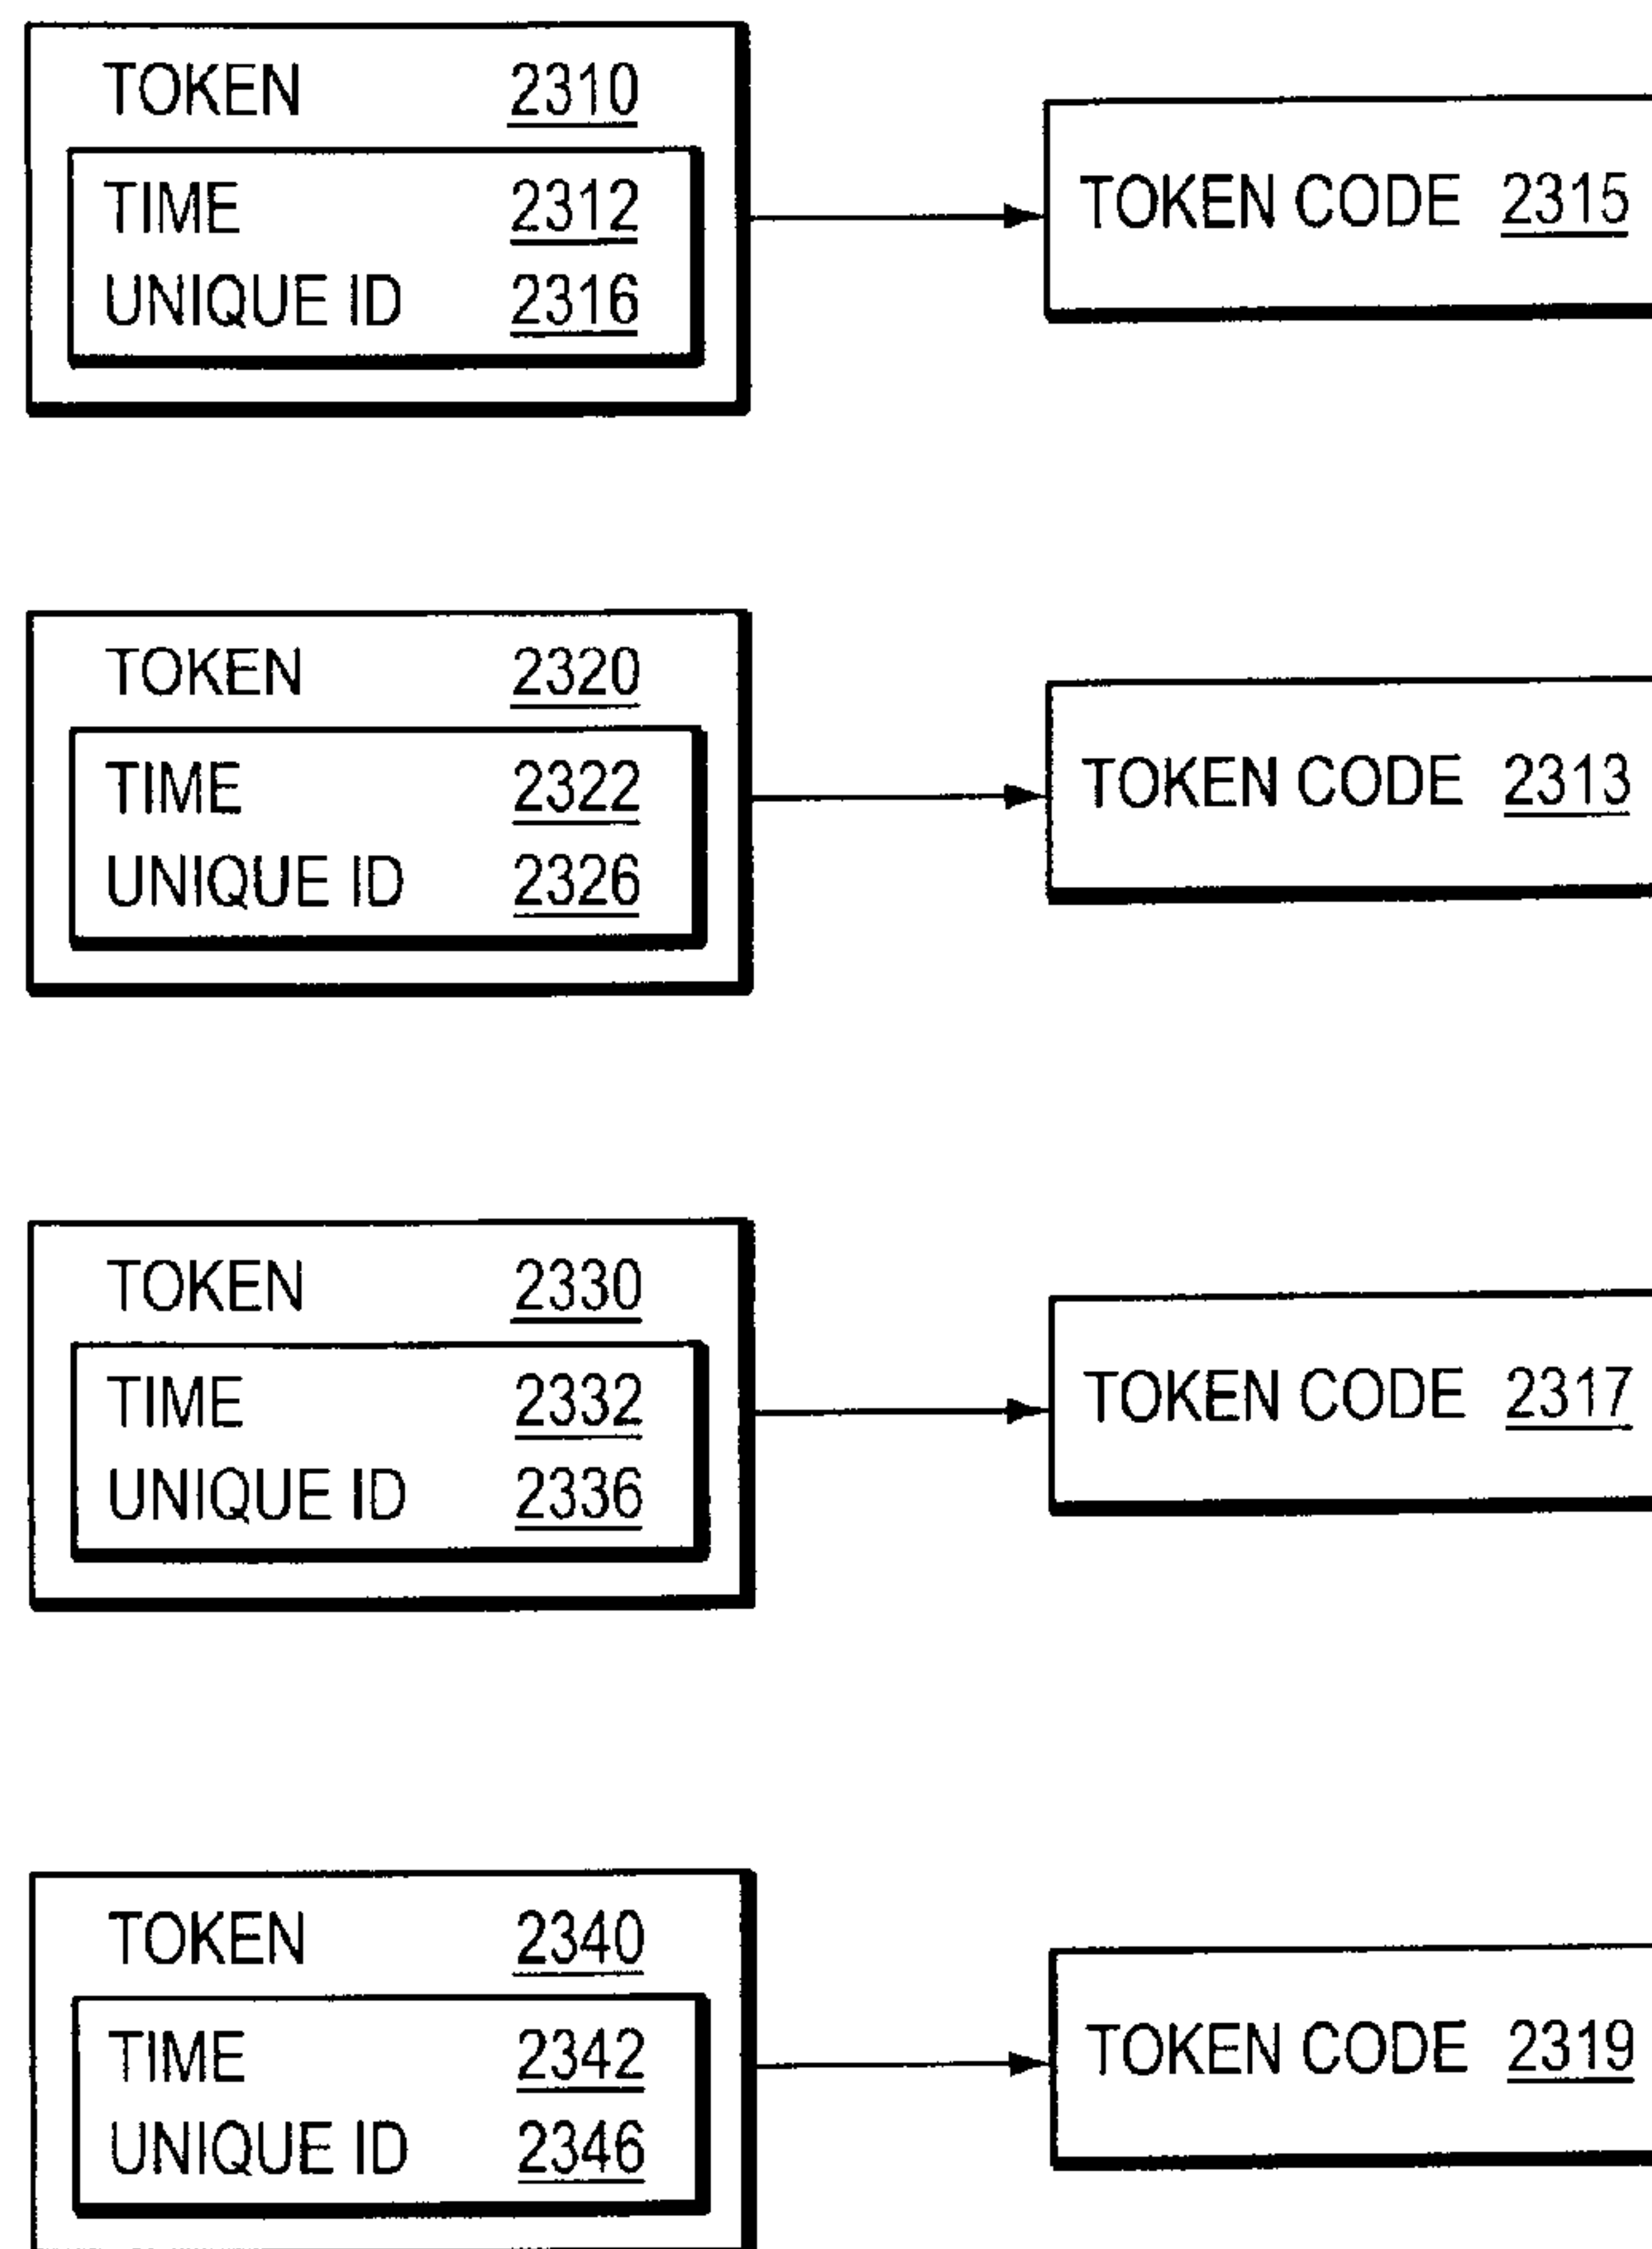 TOKEN 2310
TIME 2312
UNIQUE ID 2316
TOKEN CODE 2315
TOKEN 2320
TIME 2322
UNIQUE ID 2326
TOKEN CODE 2313
TOKEN 2330
TIME 2332
UNIQUE ID 2336
TOKEN CODE 2317
TOKEN 2340
TIME 2342
UNIQUE ID 2346
TOKEN CODE 2319